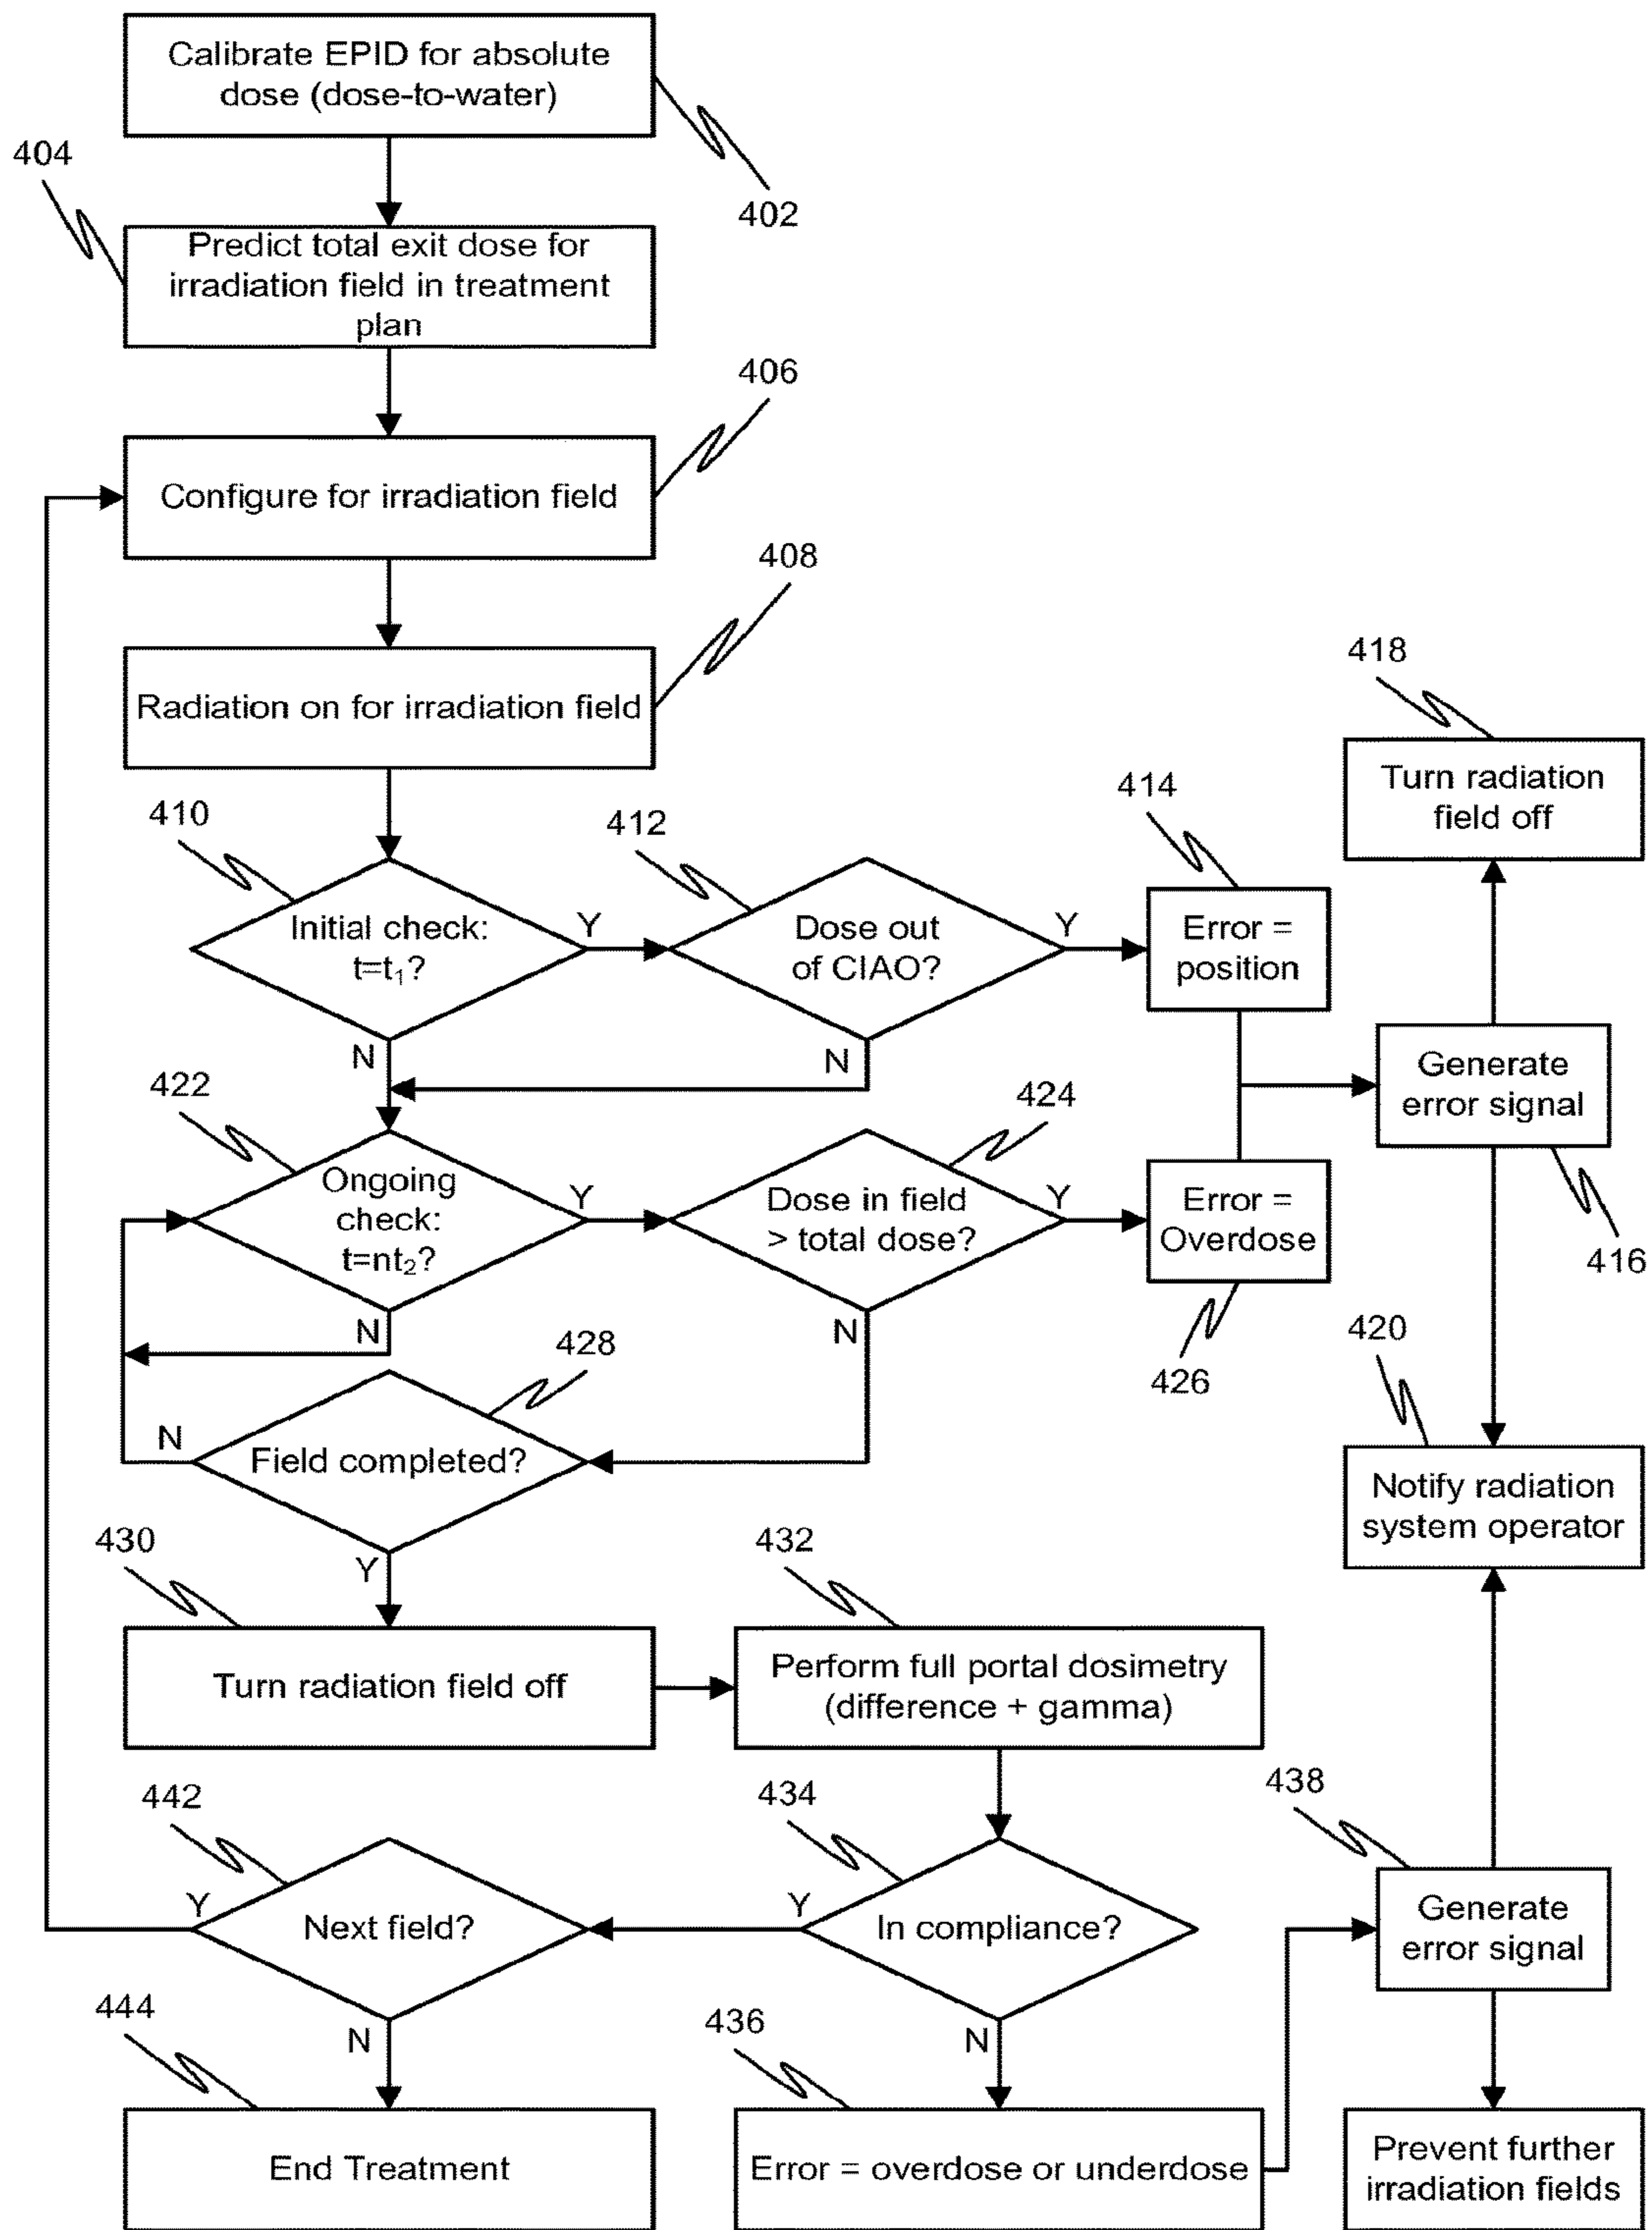 Calibrate EPID for absolute
dose (dose-to-water)
402
404
Predict total exit dose for
irradiation field in treatment
plan
406
Configure for irradiation field
408
Radiation on for irradiation field
410
Initial check:
t=t₁?
Y
N
412
Dose out
of CIAO?
Y
N
414
Error =
position
418
Turn radiation
field off
Generate
error signal
416
422
Ongoing
check:
t=nt₂?
Y
N
424
Dose in field
> total dose?
Y
N
Error =
Overdose
426
420
Notify radiation
system operator
428
Field completed?
N
Y
430
Turn radiation field off
432
Perform full portal dosimetry
(difference + gamma)
434
In compliance?
Y
N
442
Next field?
Y
N
444
End Treatment
436
Error = overdose or underdose
438
Generate
error signal
Prevent further
irradiation fields